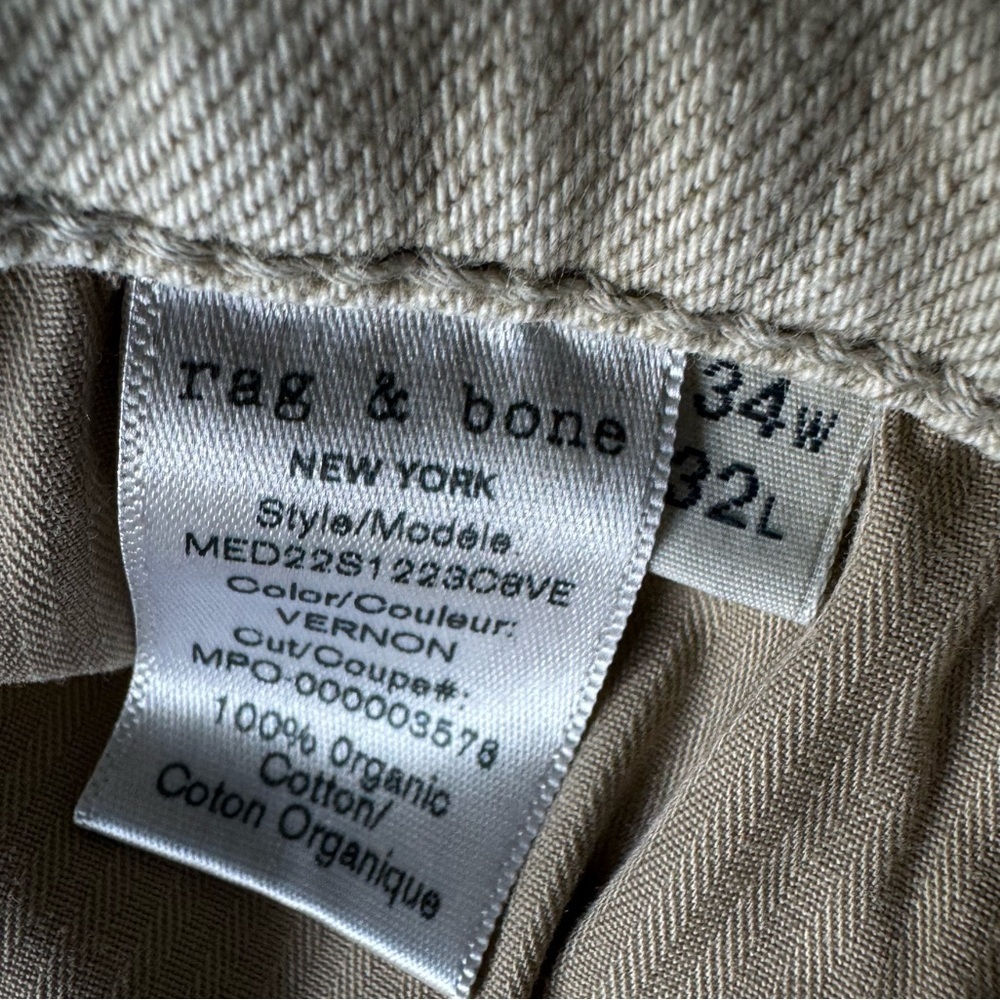 rag & bone
NEW YORK
Style/Modéle:
MED22S1223C8VE
Color/Couleur:
VERNON
Cut/Coupe#:
MPO-000003578
100% Organic
Cotton/
Coton Organique
34W
32L